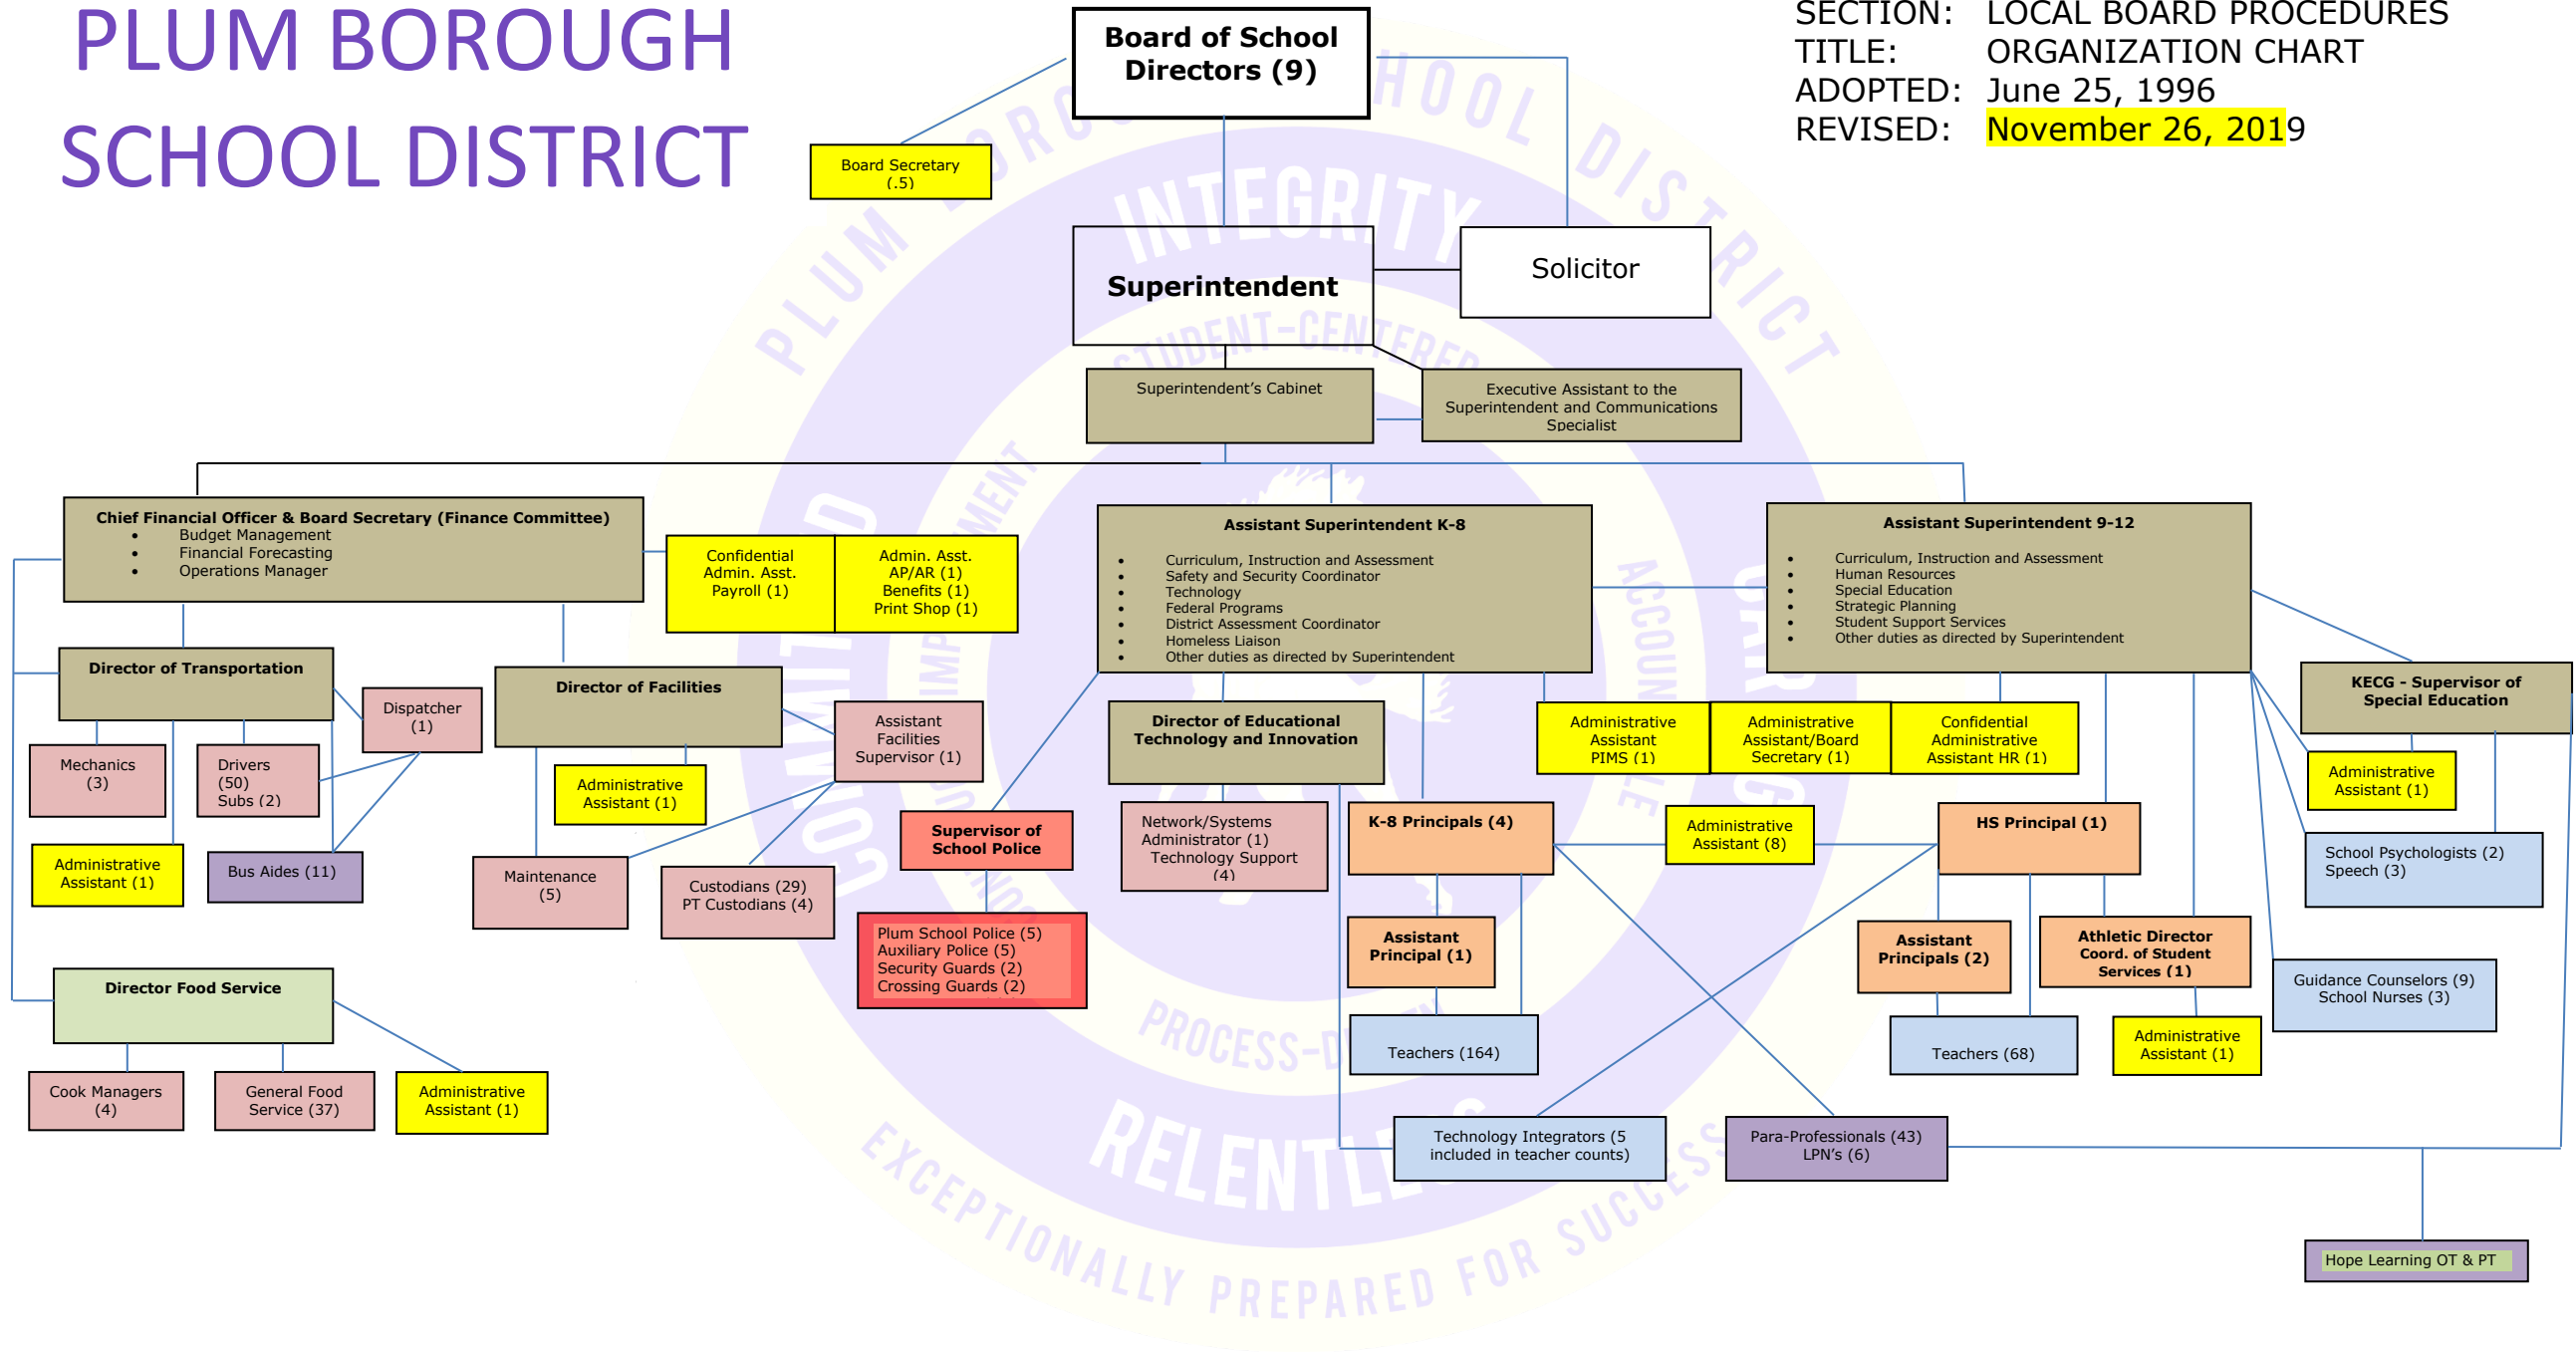 PLUM BOROUGH
SCHOOL DISTRICT
SECTION: LOCAL BOARD PROCEDURES
TITLE: ORGANIZATION CHART
ADOPTED: June 25, 1996
REVISED: November 26, 2019
Board of School
Directors (9)
Board Secretary
(.5)
Superintendent
Solicitor
Superintendent's Cabinet
Executive Assistant to the
Superintendent and Communications
Specialist
Chief Financial Officer & Board Secretary (Finance Committee)
• Budget Management
• Financial Forecasting
• Operations Manager
Confidential
Admin. Asst.
Payroll (1)
Admin. Asst.
AP/AR (1)
Benefits (1)
Print Shop (1)
Assistant Superintendent K-8
• Curriculum, Instruction and Assessment
• Safety and Security Coordinator
• Technology
• Federal Programs
• District Assessment Coordinator
• Homeless Liaison
• Other duties as directed by Superintendent
Assistant Superintendent 9-12
• Curriculum, Instruction and Assessment
• Human Resources
• Special Education
• Strategic Planning
• Student Support Services
• Other duties as directed by Superintendent
Director of Transportation
Dispatcher
(1)
Mechanics
(3)
Drivers
(50)
Subs (2)
Administrative
Assistant (1)
Bus Aides (11)
Director of Facilities
Assistant
Facilities
Supervisor (1)
Administrative
Assistant (1)
Maintenance
(5)
Custodians (29)
PT Custodians (4)
Director Food Service
Cook Managers
(4)
General Food
Service (37)
Administrative
Assistant (1)
Supervisor of
School Police
Plum School Police (5)
Auxiliary Police (5)
Security Guards (2)
Crossing Guards (2)
Director of Educational
Technology and Innovation
Network/Systems
Administrator (1)
Technology Support
(4)
Administrative
Assistant
PIMS (1)
Administrative
Assistant/Board
Secretary (1)
Confidential
Administrative
Assistant HR (1)
K-8 Principals (4)
Administrative
Assistant (8)
HS Principal (1)
Assistant
Principal (1)
Teachers (164)
Assistant
Principals (2)
Athletic Director
Coord. of Student
Services (1)
Teachers (68)
Administrative
Assistant (1)
KECG - Supervisor of
Special Education
Administrative
Assistant (1)
School Psychologists (2)
Speech (3)
Guidance Counselors (9)
School Nurses (3)
Technology Integrators (5
included in teacher counts)
Para-Professionals (43)
LPN's (6)
Hope Learning OT & PT
INTEGRITY
STUDENT-CENTERED
RELENTLESS
EXCEPTIONALLY PREPARED FOR SUCCESS